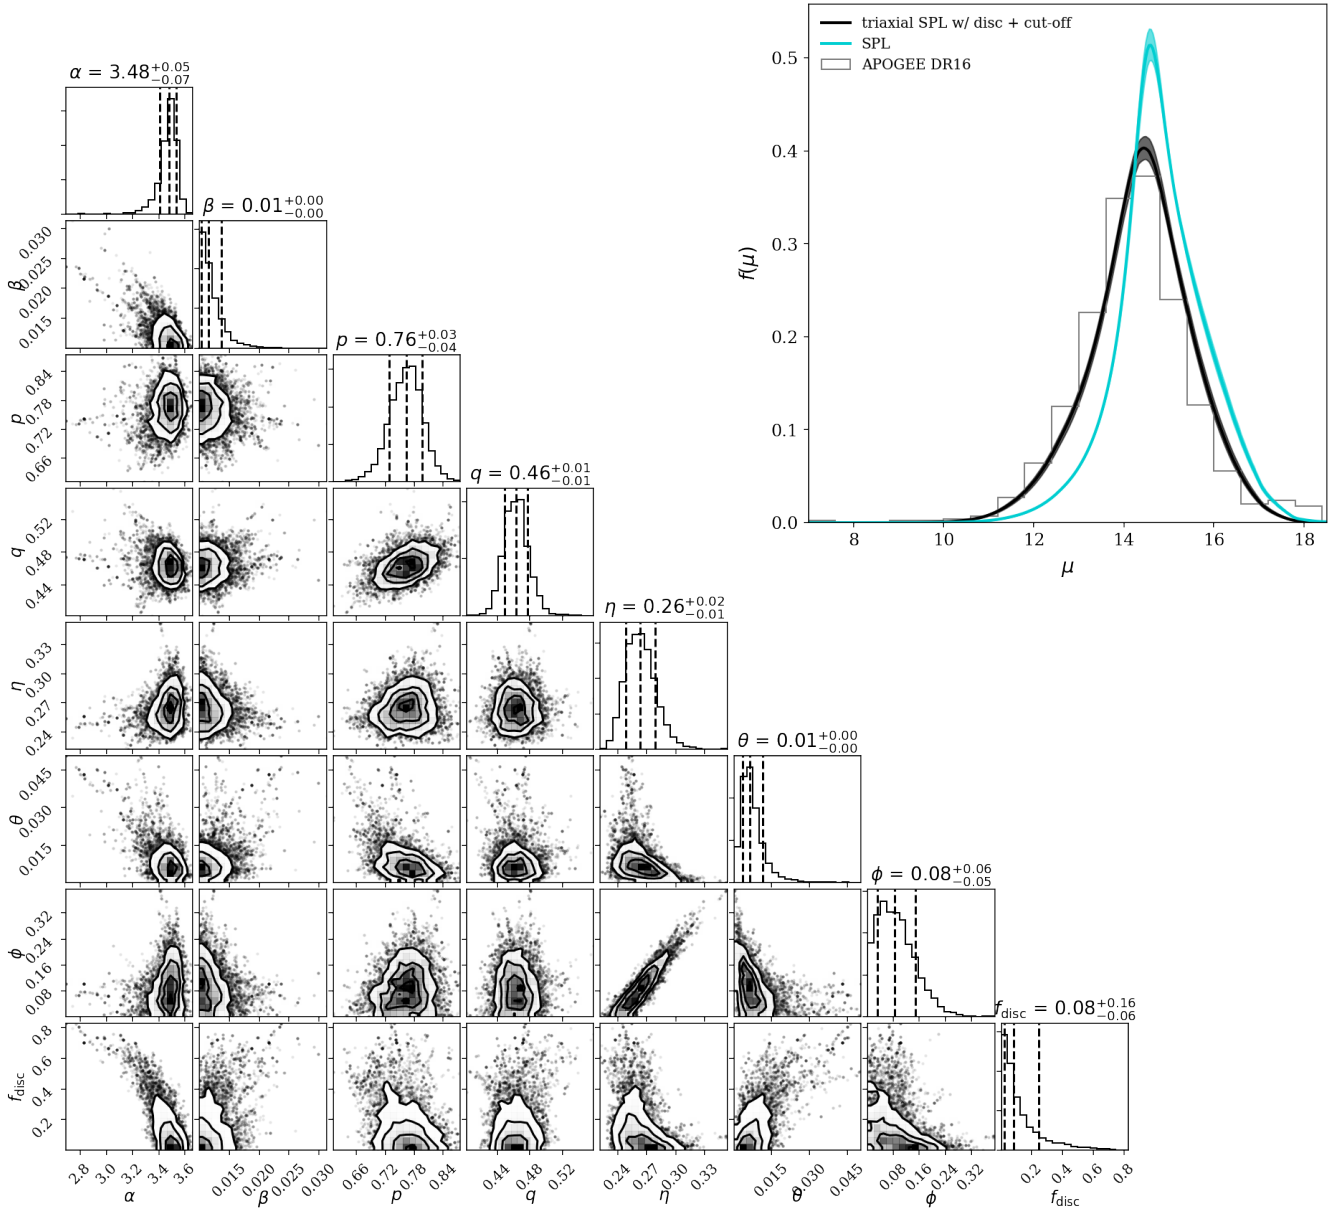 triaxial SPL w/ disc + cut-off
SPL
APOGEE DR16
f(μ)
0.5
0.4
0.3
0.2
0.1
0.0
8 10 12 14 16 18
μ
α = 3.48+0.05−0.07
β = 0.01+0.00−0.00
β
0.030
0.025
0.020
0.015
p = 0.76+0.03−0.04
p
0.84
0.78
0.72
0.66
q = 0.46+0.01−0.01
q
0.52
0.48
0.44
η = 0.26+0.02−0.01
η
0.33
0.30
0.27
0.24
θ = 0.01+0.00−0.00
θ
0.045
0.030
0.015
ϕ = 0.08+0.06−0.05
ϕ
0.32
0.24
0.16
0.08
fdisc = 0.08+0.16−0.06
fdisc
0.8
0.6
0.4
0.2
2.8 3.0 3.2 3.4 3.6 0.015 0.020 0.025 0.030 0.66 0.72 0.78 0.84 0.44 0.48 0.52 0.24 0.27 0.30 0.33 0.015 0.030 0.045 0.08 0.16 0.24 0.32 0.2 0.4 0.6 0.8
α β p q η θ ϕ fdisc